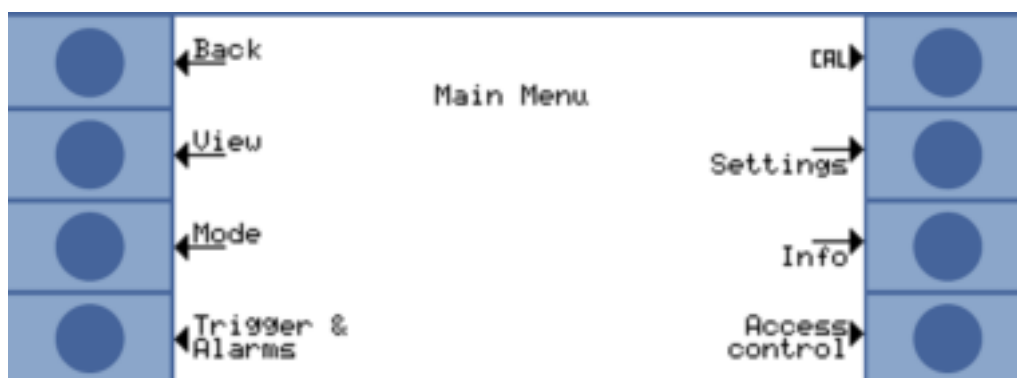 Back
CAL
Main Menu
View
Settings
Mode
Info
Trigger &
Alarms
Access
control